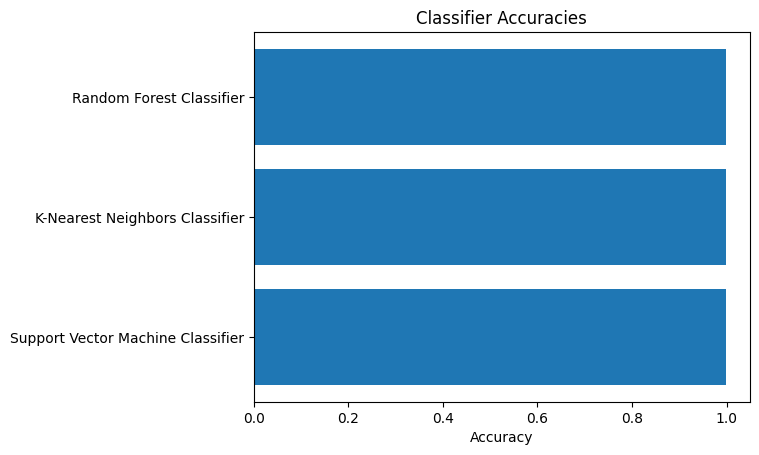 Classifier Accuracies
Random Forest Classifier
K-Nearest Neighbors Classifier
Support Vector Machine Classifier
0.0 0.2 0.4 0.6 0.8 1.0
Accuracy